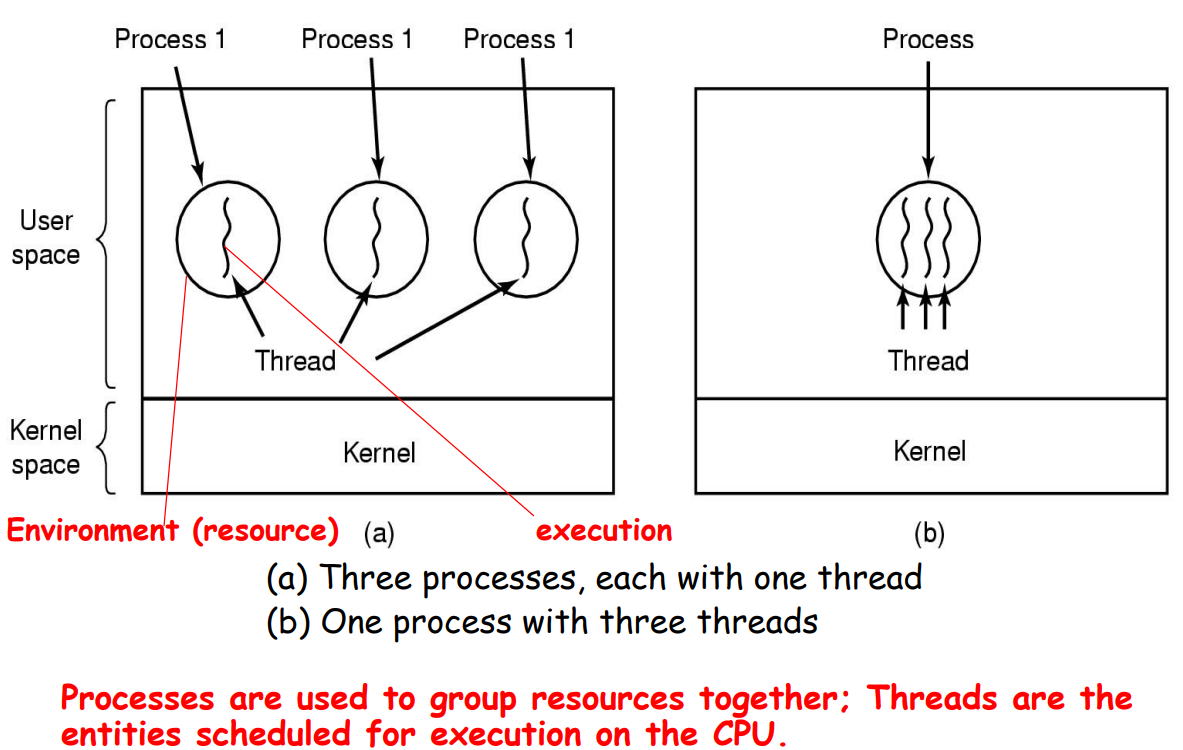 Process 1 Process 1 Process 1 Process
User
space
Thread Thread
Kernel
space
Kernel Kernel
Environment (resource) (a) execution (b)
(a) Three processes, each with one thread
(b) One process with three threads
Processes are used to group resources together; Threads are the
entities scheduled for execution on the CPU.